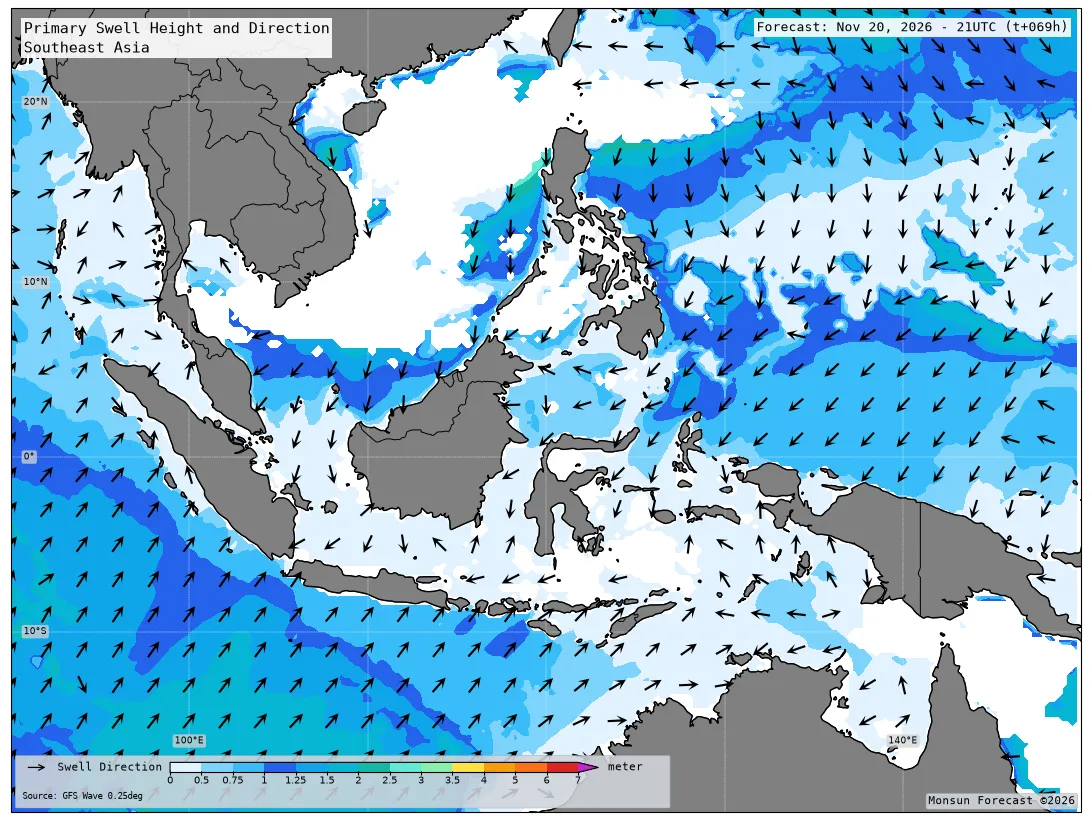 Primary Swell Height and Direction
Southeast Asia
Forecast: Nov 20, 2026 - 21UTC (t+069h)
20°N
10°N
0°
10°S
100°E
140°E
Swell Direction
0 0.5 0.75 1 1.25 1.5 2 2.5 3 3.5 4 5 6 7
meter
Source: GFS Wave 0.25deg
Monsun Forecast ©2026